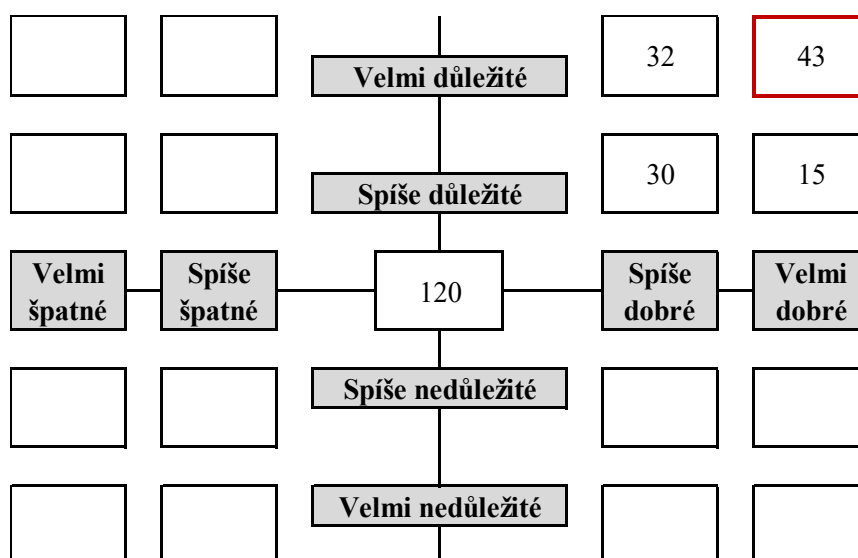 32 43
Velmi důležité
30 15
Spíše důležité
Velmi
špatné
Spíše
špatné
120
Spíše
dobré
Velmi
dobré
Spíše nedůležité
Velmi nedůležité